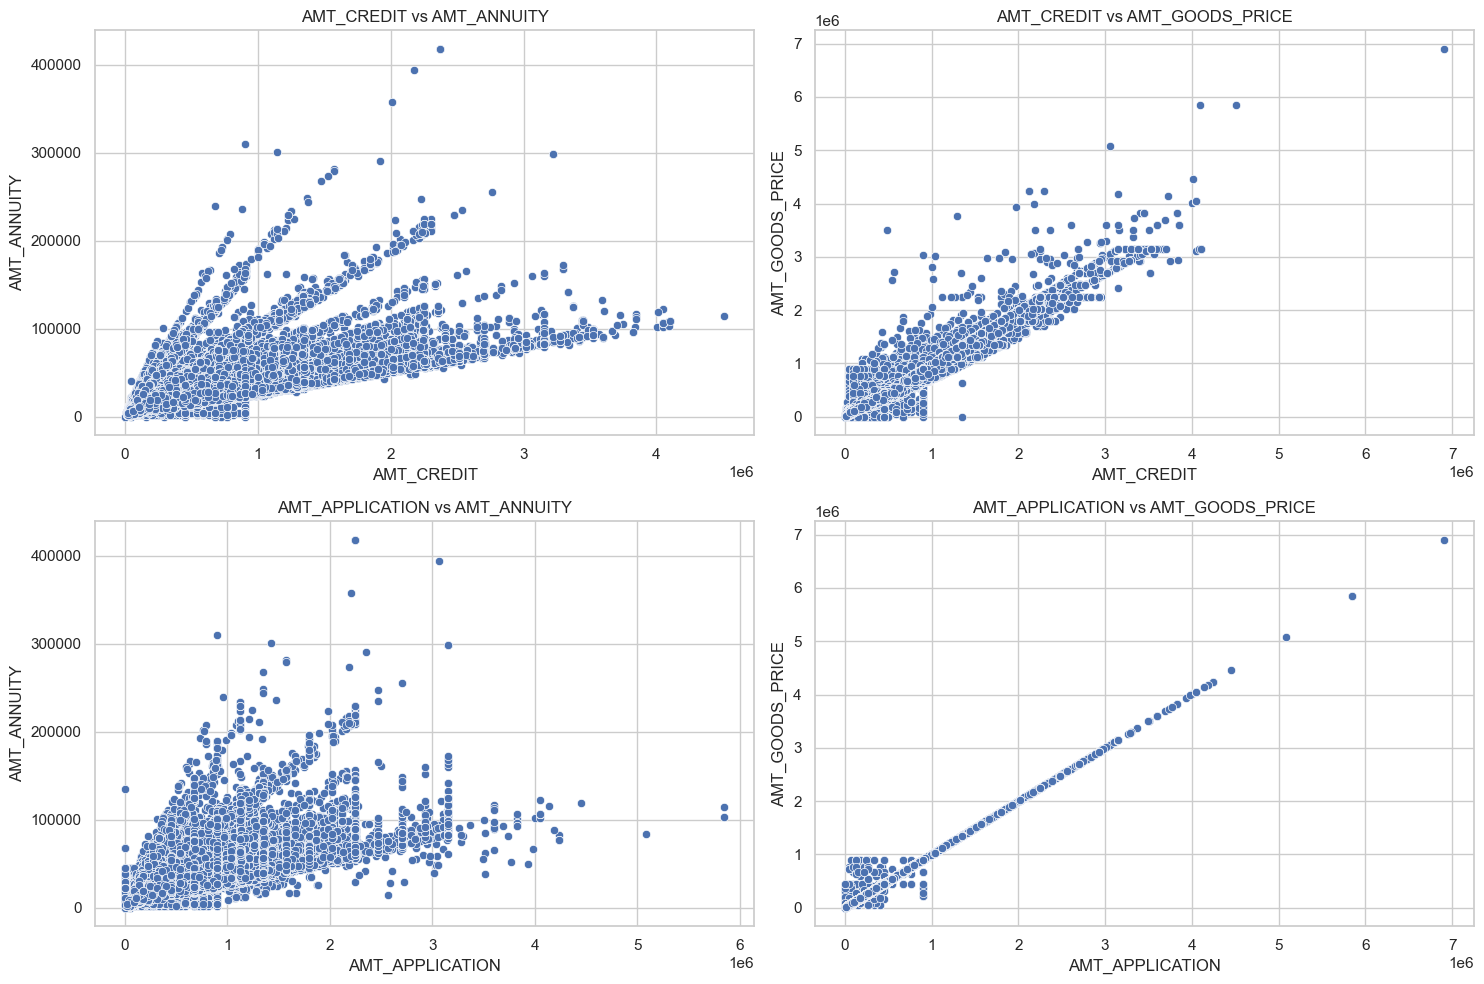 AMT_CREDIT vs AMT_ANNUITY
400000
300000
200000
100000
0
AMT_ANNUITY
0 1 2 3 4
1e6
AMT_CREDIT
AMT_CREDIT vs AMT_GOODS_PRICE
1e6
7
6
5
4
3
2
1
0
AMT_GOODS_PRICE
0 1 2 3 4 5 6 7
1e6
AMT_CREDIT
AMT_APPLICATION vs AMT_ANNUITY
400000
300000
200000
100000
0
AMT_ANNUITY
0 1 2 3 4 5 6
1e6
AMT_APPLICATION
AMT_APPLICATION vs AMT_GOODS_PRICE
1e6
7
6
5
4
3
2
1
0
AMT_GOODS_PRICE
0 1 2 3 4 5 6 7
1e6
AMT_APPLICATION